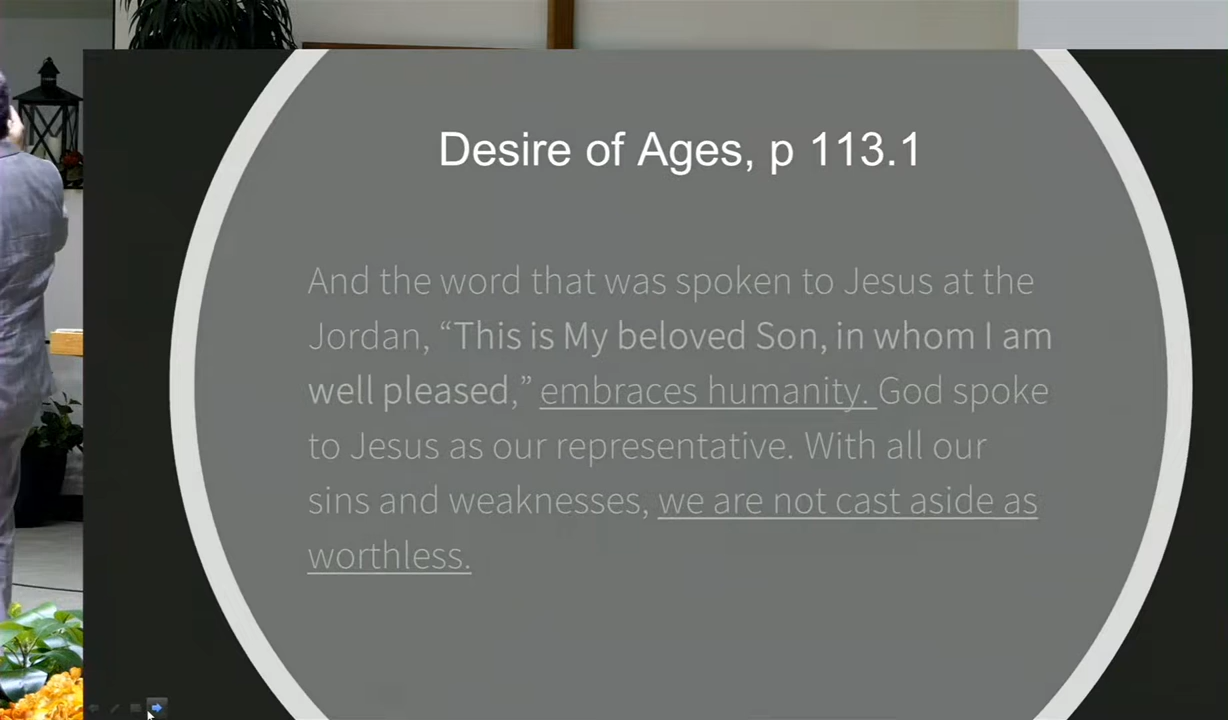 Desire of Ages, p 113.1
And the word that was spoken to Jesus at the
Jordan, “This is My beloved Son, in whom I am
well pleased,” embraces humanity. God spoke
to Jesus as our representative. With all our
sins and weaknesses, we are not cast aside as
worthless.